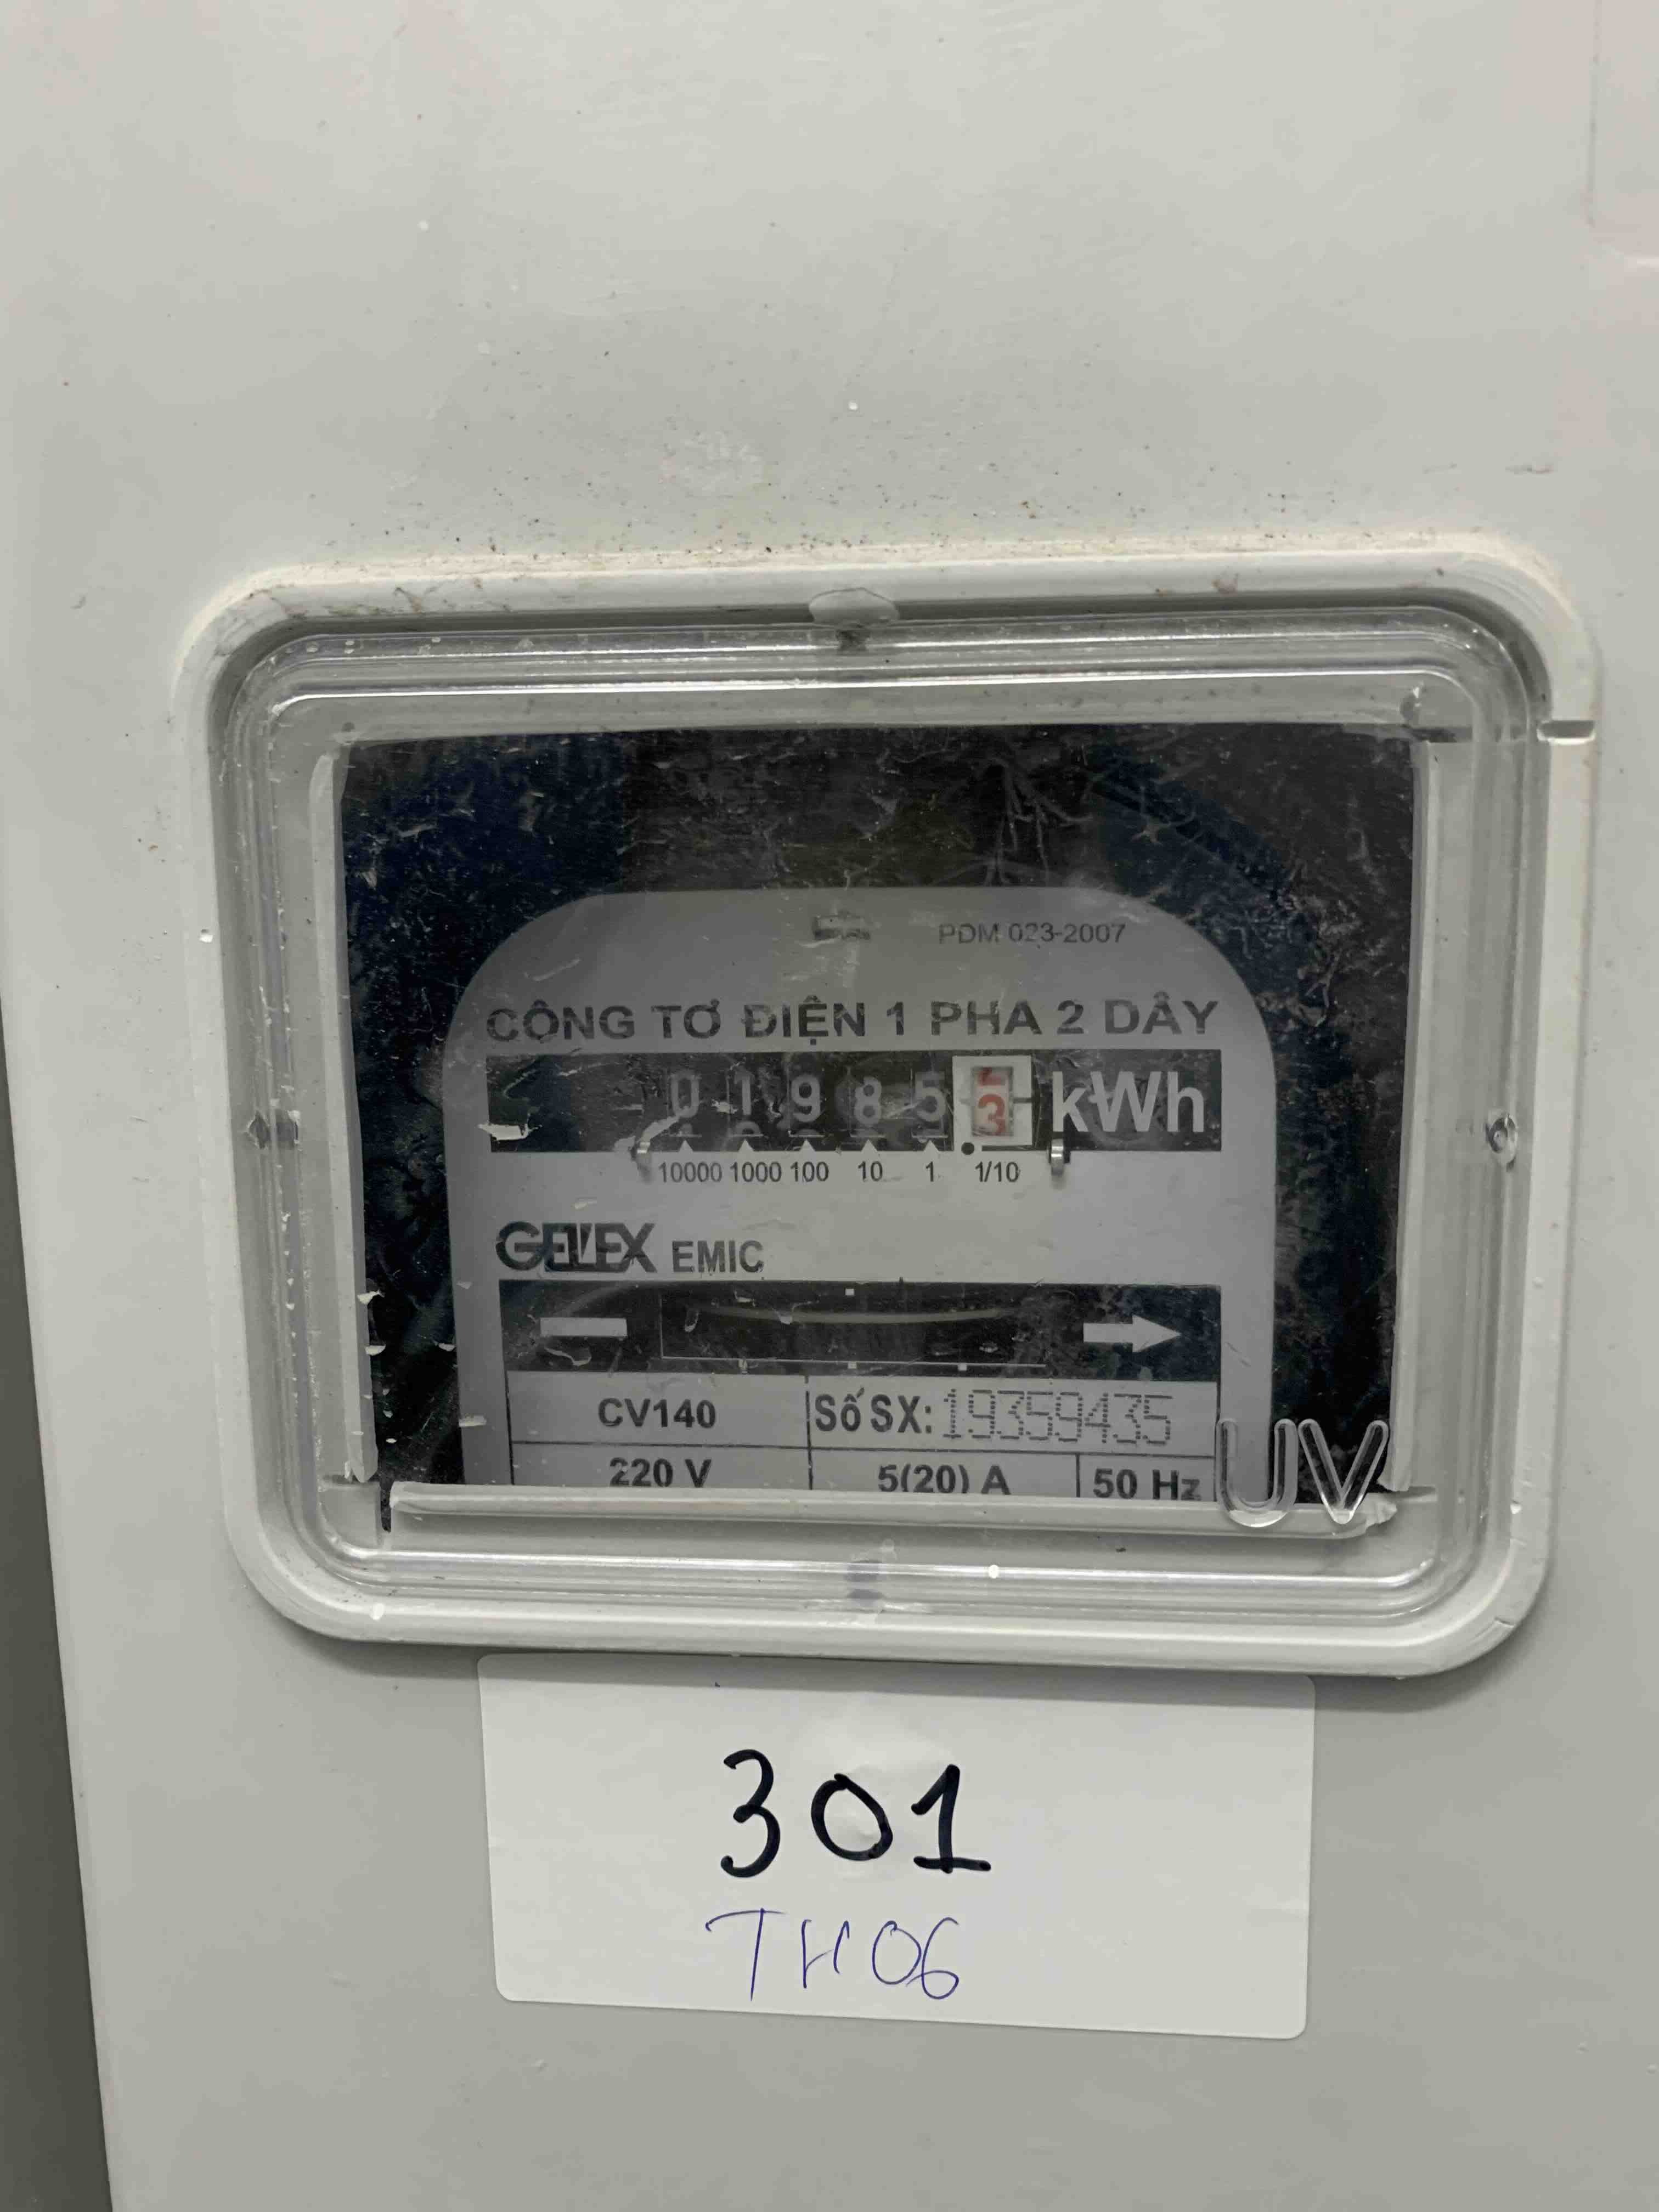 PDM 023-2007
CÔNG TƠ ĐIỆN 1 PHA 2 DÂY
0 1 9 8 5 3 kWh
10000 1000 100 10 1 1/10
GELEX EMIC
CV140 Số SX: 19359435
220 V 5(20) A 50 Hz
UV
301
TH06